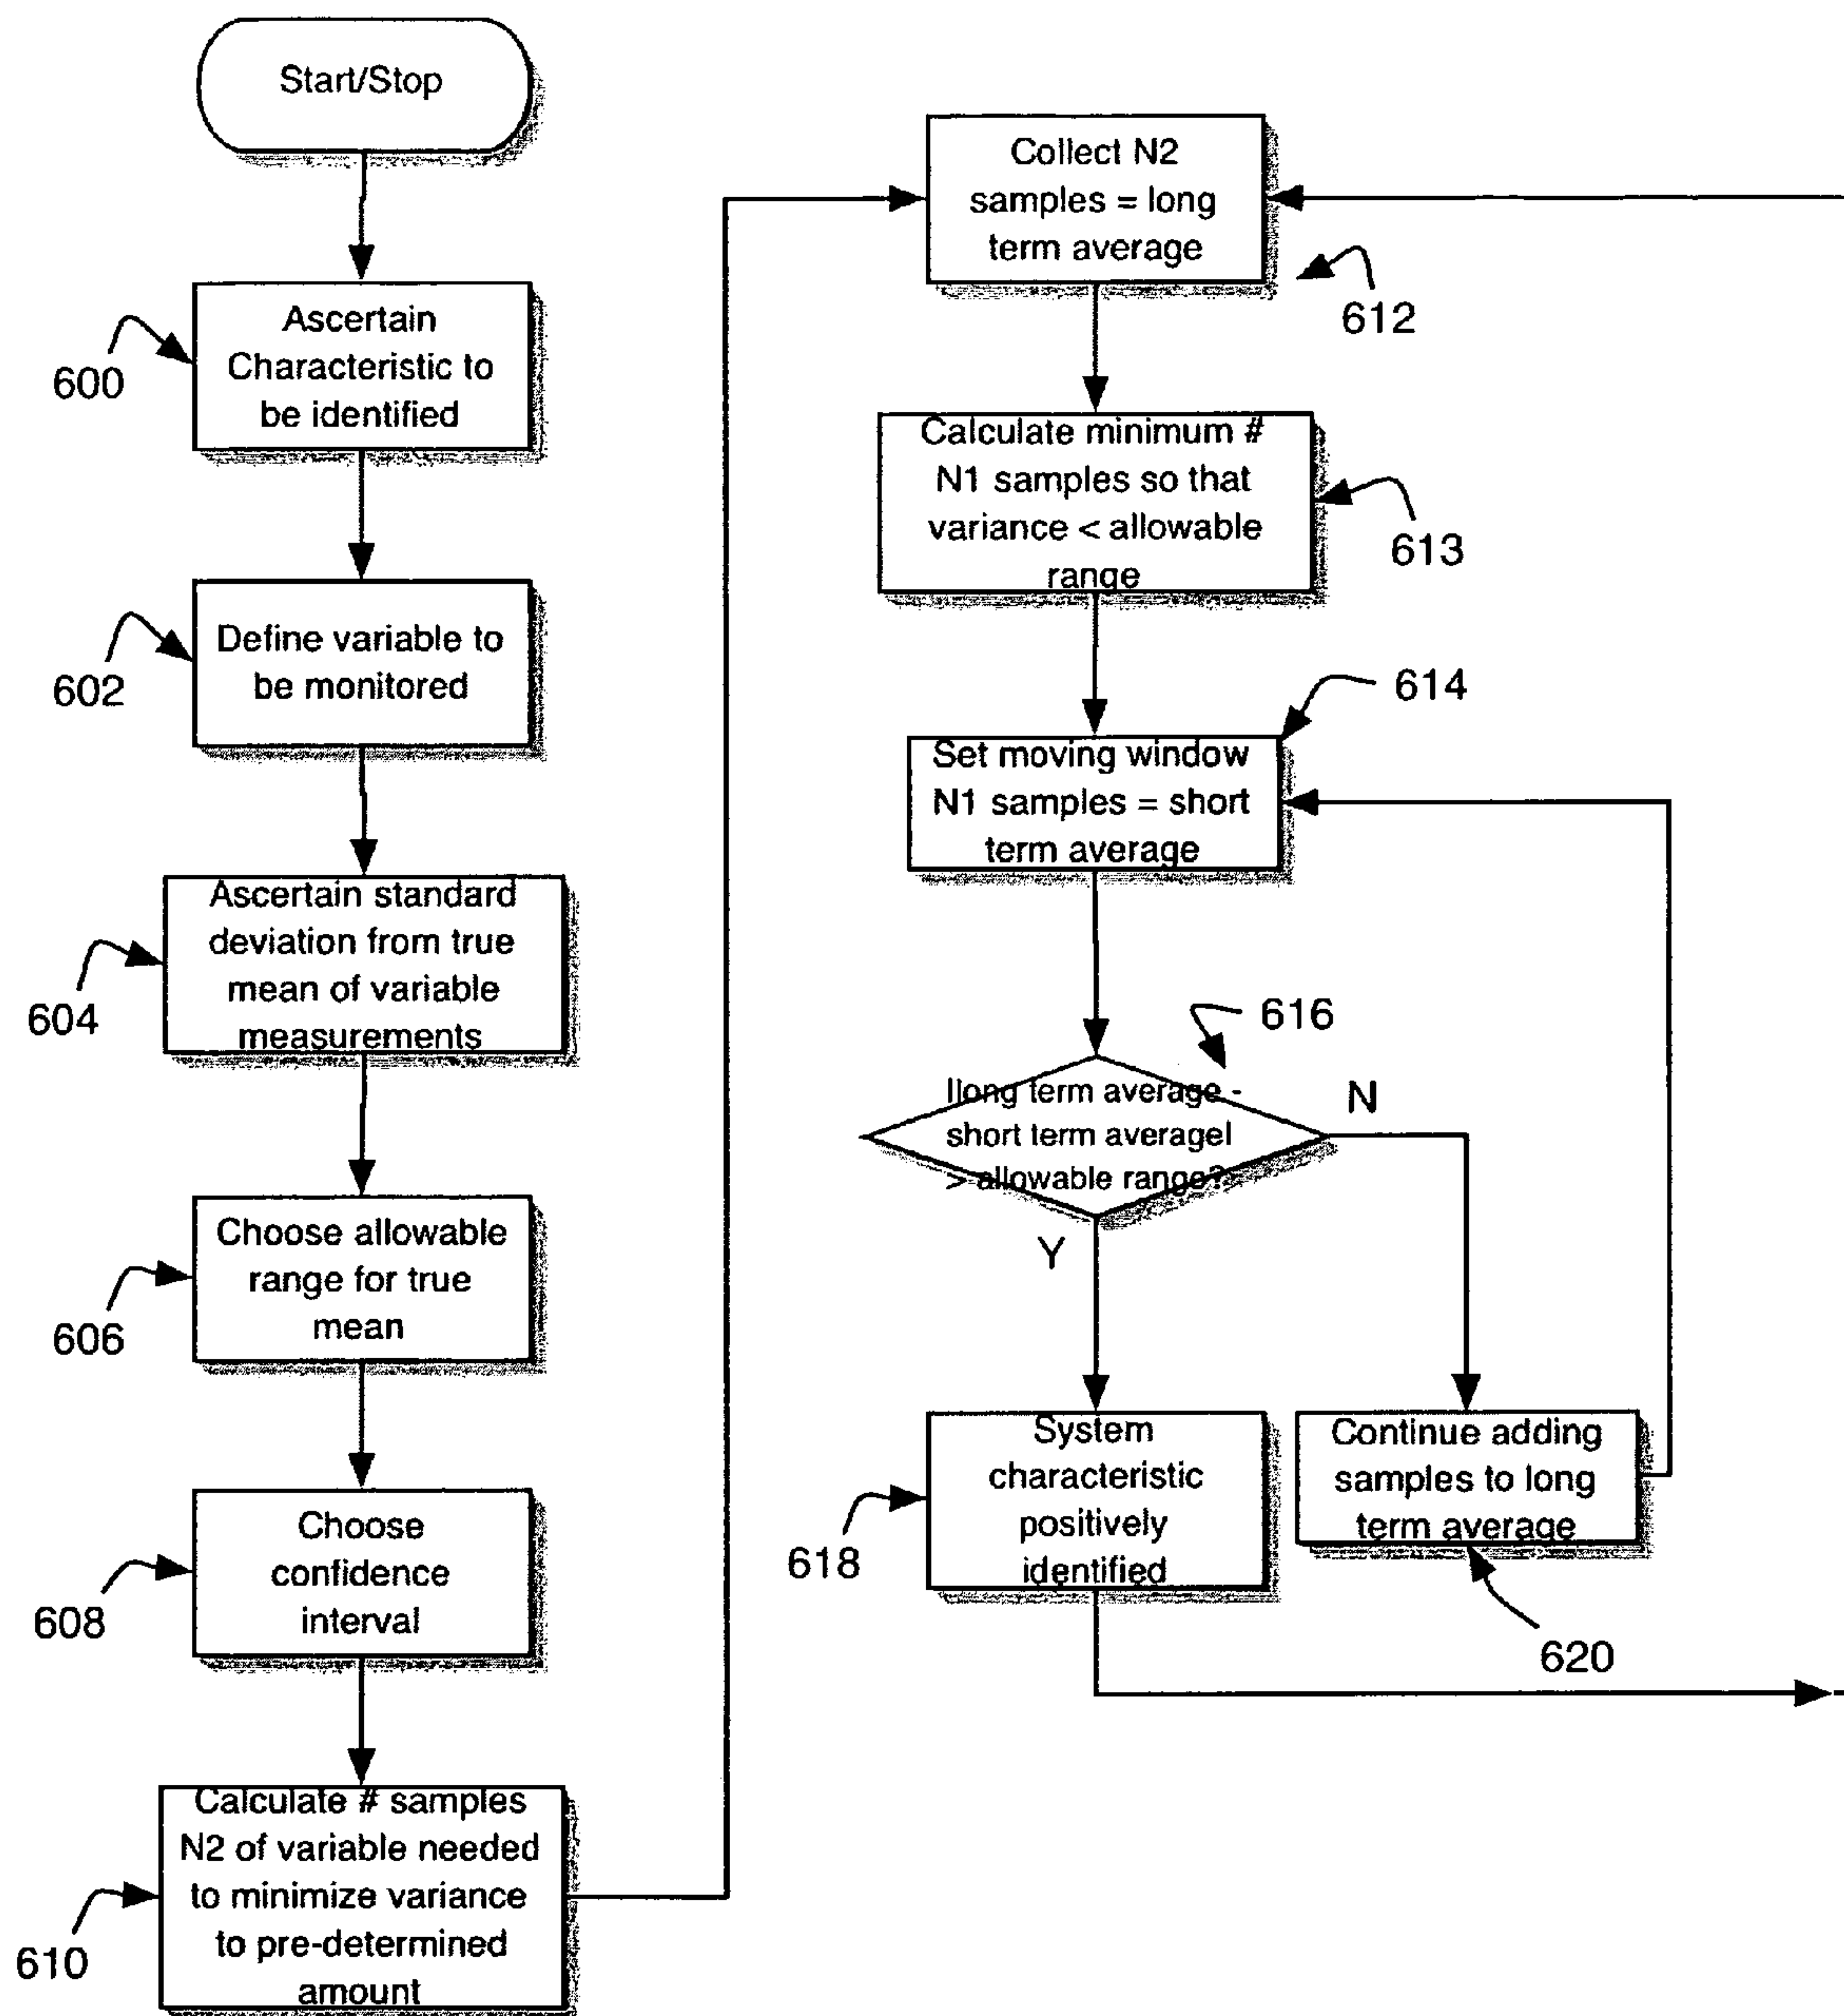 Start/Stop
Ascertain
Characteristic to
be identified
600
Define variable to
be monitored
602
Ascertain standard
deviation from true
mean of variable
measurements
604
Choose allowable
range for true
mean
606
Choose
confidence
interval
608
Calculate # samples
N2 of variable needed
to minimize variance
to pre-determined
amount
610
Collect N2
samples = long
term average
612
Calculate minimum #
N1 samples so that
variance < allowable
range
613
Set moving window
N1 samples = short
term average
614
|long term average -
short term average|
> allowable range?
616
N
Y
System
characteristic
positively
identified
618
Continue adding
samples to long
term average
620